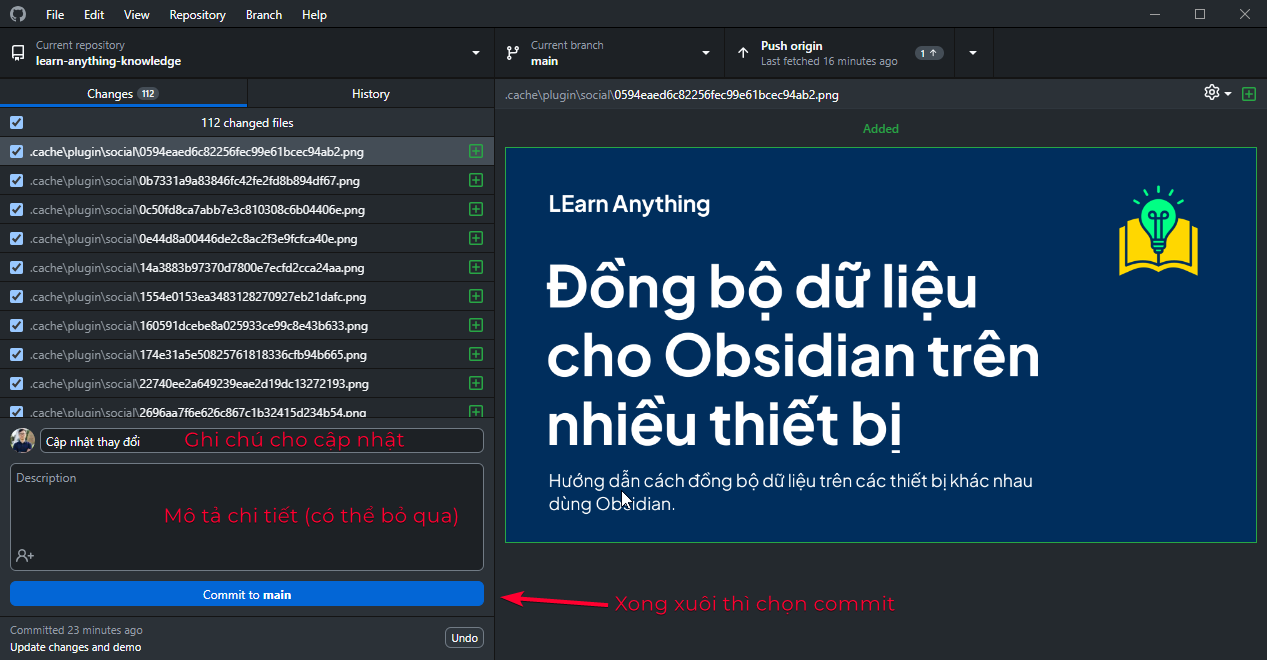 File Edit View Repository Branch Help
Current repository
learn-anything-knowledge
Current branch
main
Push origin
Last fetched 16 minutes ago
1
Changes 112
History
.cache\plugin\social\0594eaed6c82256fec99e61bcec94ab2.png
112 changed files
Added
.cache\plugin\social\0594eaed6c82256fec99e61bcec94ab2.png
.cache\plugin\social\0b7331a9a83846fc42fe2fd8b894df67.png
.cache\plugin\social\0c50fd8ca7abb7e3c810308c6b04406e.png
.cache\plugin\social\0e44d8a00446de2c8ac2f3e9fcfca40e.png
.cache\plugin\social\14a3883b97370d7800e7ecfd2cca24aa.png
.cache\plugin\social\1554e0153ea3483128270927eb21dafc.png
.cache\plugin\social\160591dcebe8a025933ce99c8e43b633.png
.cache\plugin\social\174e31a5e50825761818336cfb94b665.png
.cache\plugin\social\22740ee2a649239eae2d19dc13272193.png
.cache\plugin\social\2696aa7f6e626c867c1b32415d234b54.png
LEarn Anything
Đồng bộ dữ liệu
cho Obsidian trên
nhiều thiết bị
Hướng dẫn cách đồng bộ dữ liệu trên các thiết bị khác nhau
dùng Obsidian.
Cập nhật thay đổi
Ghi chú cho cập nhật
Description
Mô tả chi tiết (có thể bỏ qua)
Commit to main
Xong xuôi thì chọn commit
Committed 23 minutes ago
Update changes and demo
Undo